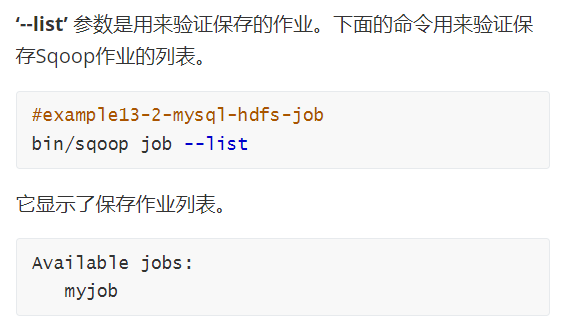 ‘--list’ 参数是用来验证保存的作业。下面的命令用来验证保
存Sqoop作业的列表。
#example13-2-mysql-hdfs-job
bin/sqoop job --list
它显示了保存作业列表。
Available jobs:
   myjob